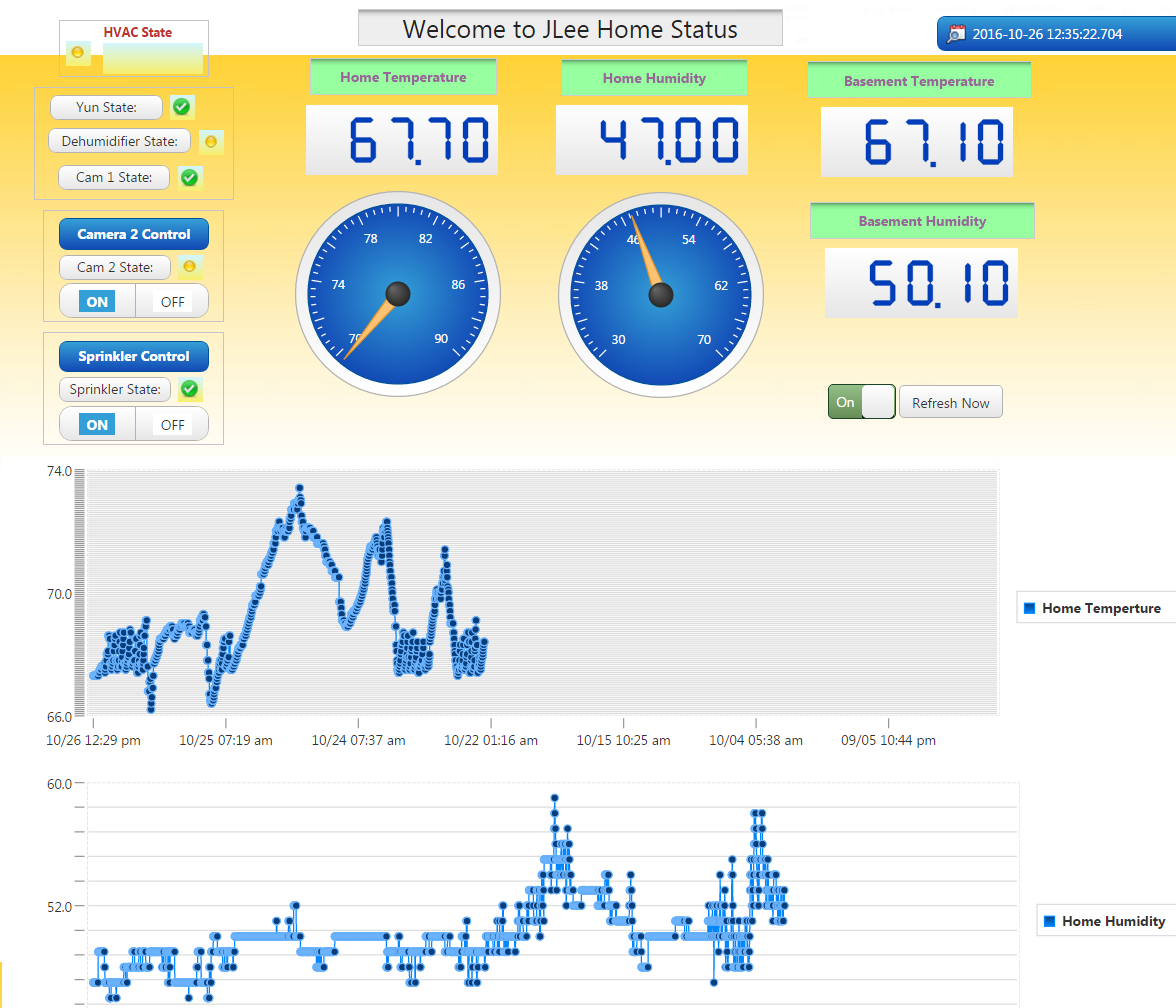 Welcome to JLee Home Status
2016-10-26 12:35:22.704
HVAC State
Yun State:
Dehumidifier State:
Cam 1 State:
Camera 2 Control
Cam 2 State:
ON OFF
Sprinkler Control
Sprinkler State:
ON OFF
Home Temperature
67.70
70 74 78 82 86 90
Home Humidity
47.00
30 38 46 54 62 70
Basement Temperature
67.10
Basement Humidity
50.10
On
Refresh Now
74.0
70.0
66.0
10/26 12:29 pm 10/25 07:19 am 10/24 07:37 am 10/22 01:16 am 10/15 10:25 am 10/04 05:38 am 09/05 10:44 pm
Home Temperture
60.0
52.0
Home Humidity